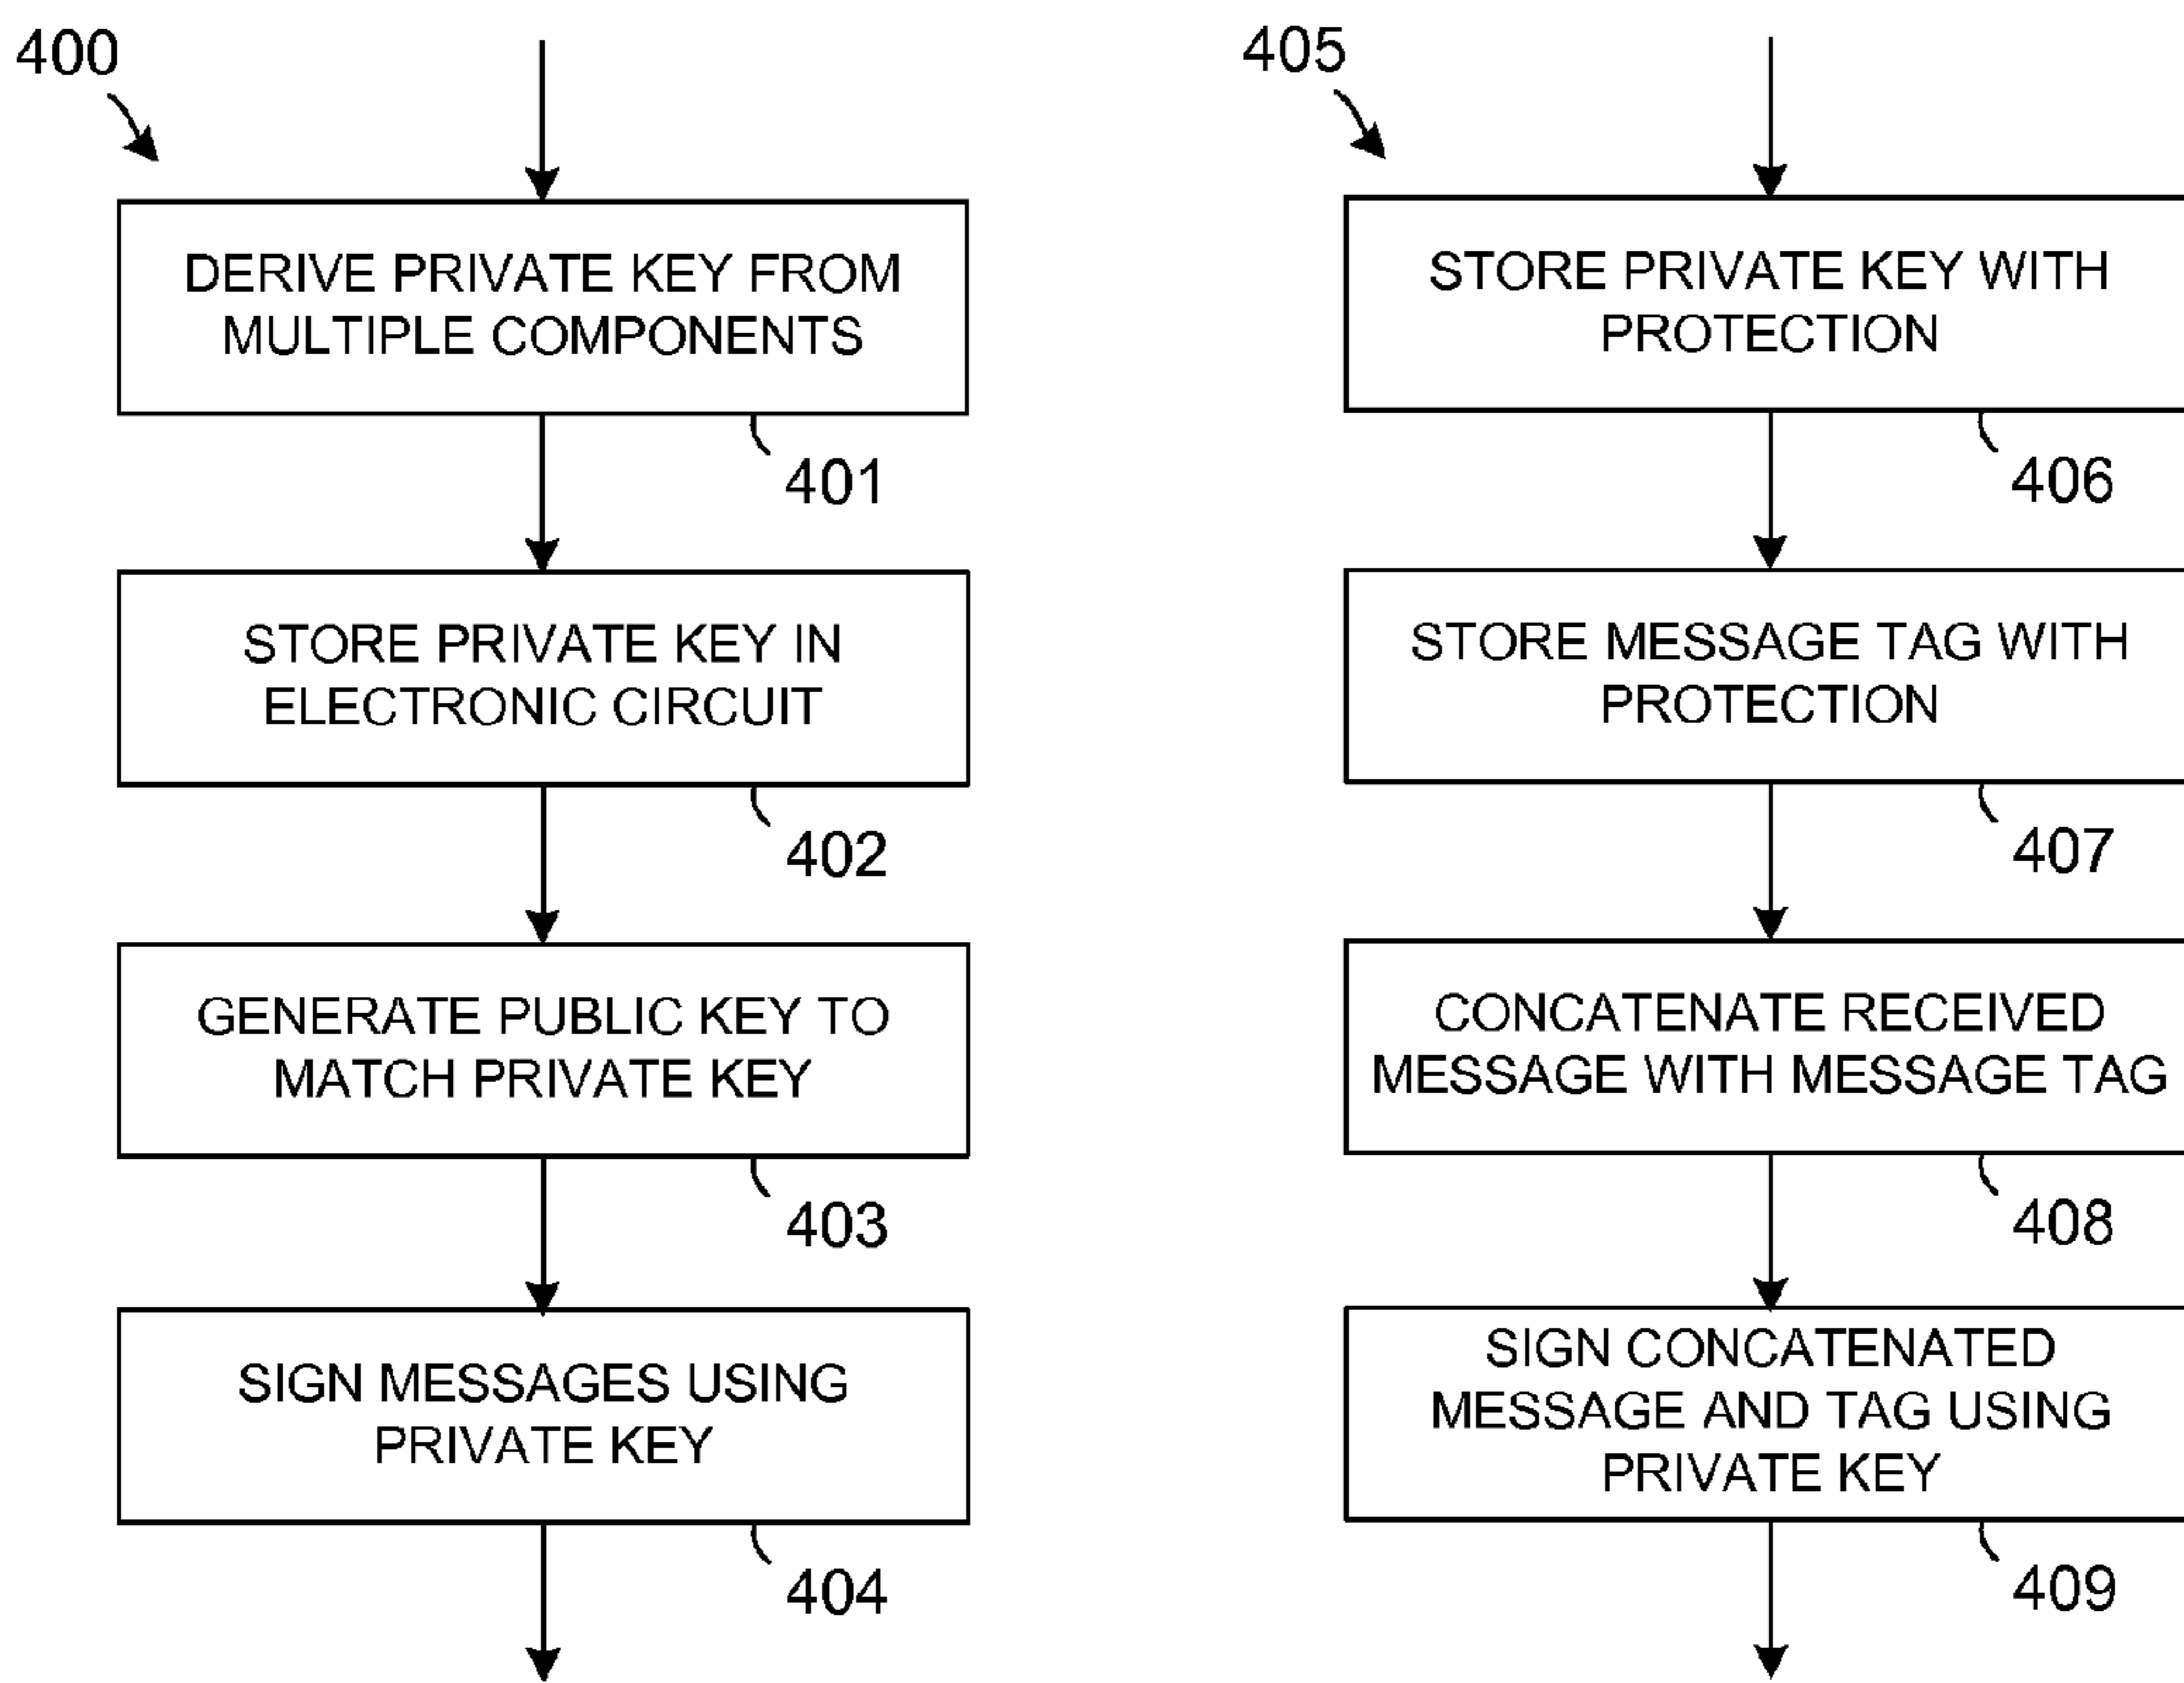 400
DERIVE PRIVATE KEY FROM
MULTIPLE COMPONENTS
401
STORE PRIVATE KEY IN
ELECTRONIC CIRCUIT
402
GENERATE PUBLIC KEY TO
MATCH PRIVATE KEY
403
SIGN MESSAGES USING
PRIVATE KEY
404
405
STORE PRIVATE KEY WITH
PROTECTION
406
STORE MESSAGE TAG WITH
PROTECTION
407
CONCATENATE RECEIVED
MESSAGE WITH MESSAGE TAG
408
SIGN CONCATENATED
MESSAGE AND TAG USING
PRIVATE KEY
409